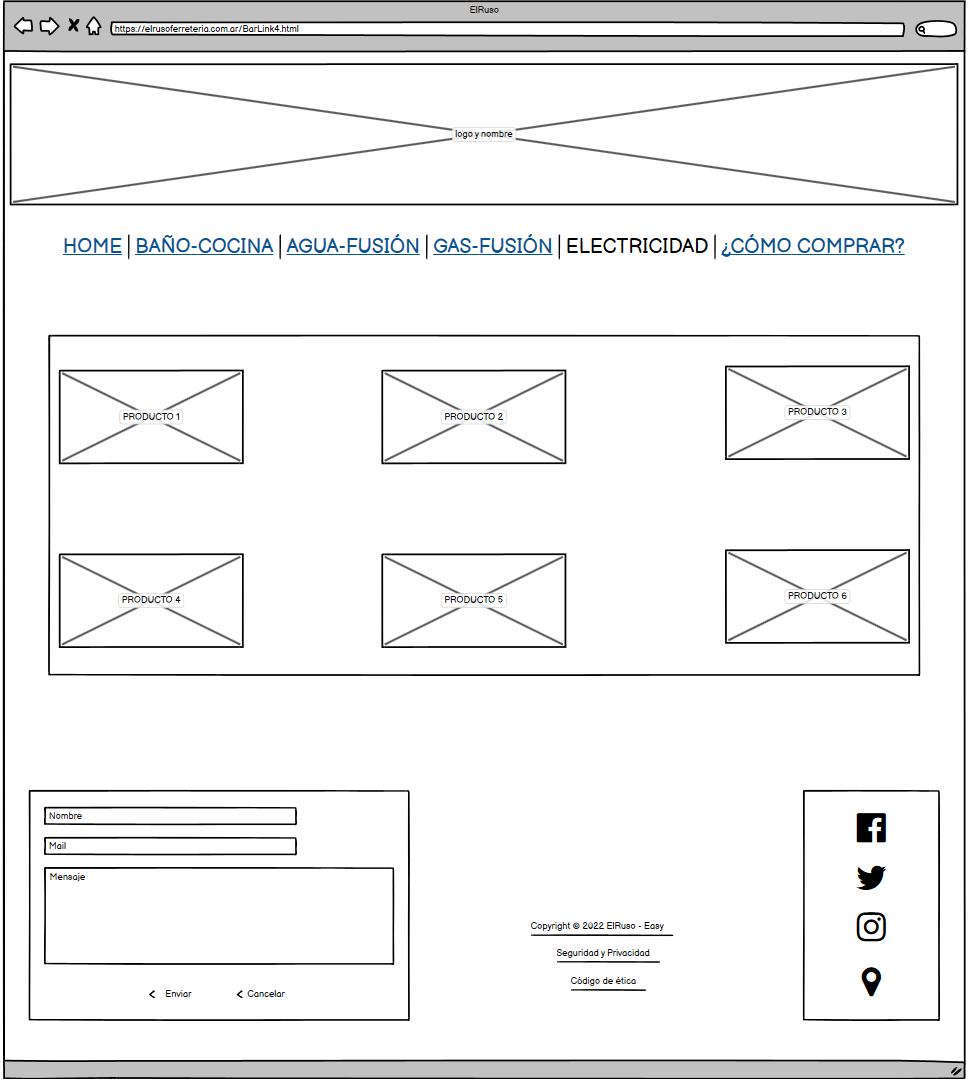 ElRuso
https://elrusoferreteria.com.ar/BarLink4.html
logo y nombre
HOME | BAÑO-COCINA | AGUA-FUSIÓN | GAS-FUSIÓN | ELECTRICIDAD | ¿CÓMO COMPRAR?
PRODUCTO 1
PRODUCTO 2
PRODUCTO 3
PRODUCTO 4
PRODUCTO 5
PRODUCTO 6
Nombre
Mail
Mensaje
Enviar
Cancelar
Copyright © 2022 ElRuso - Easy
Seguridad y Privacidad
Código de ética